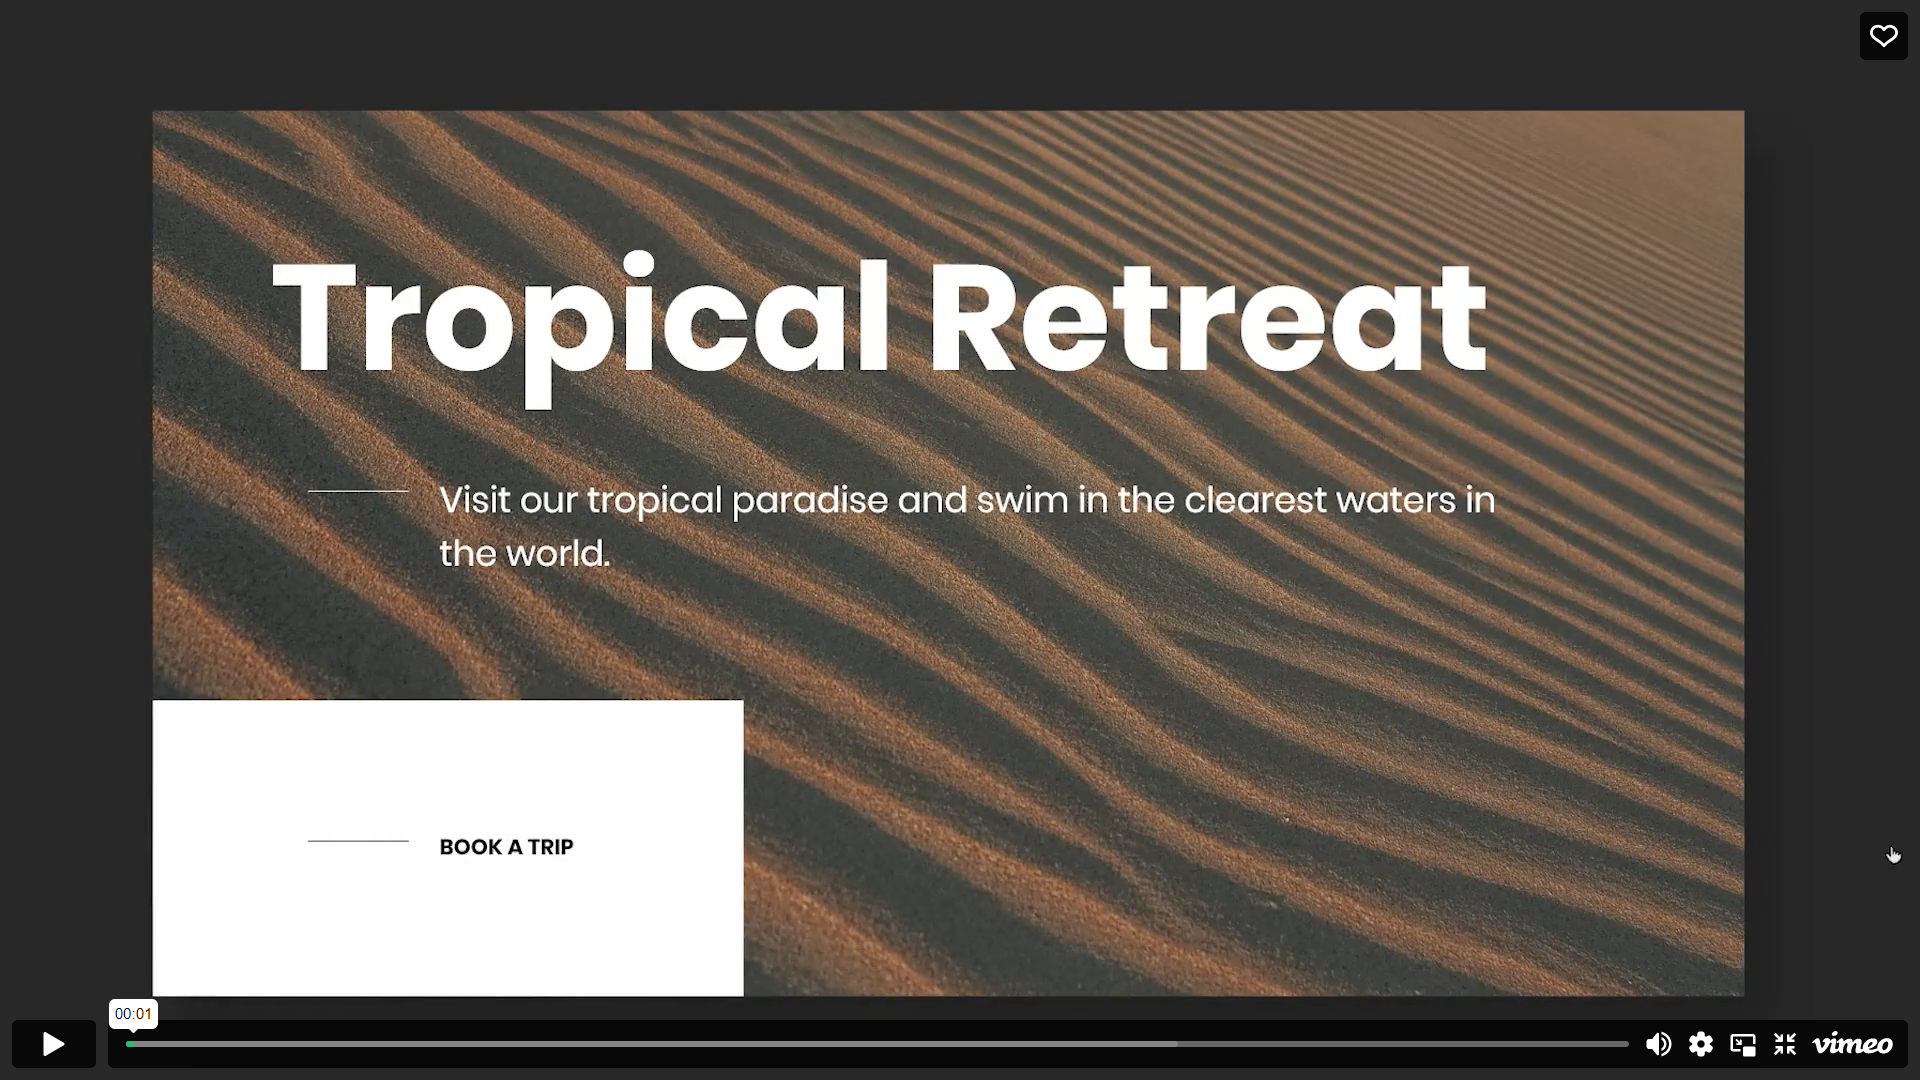 Tropical Retreat
Visit our tropical paradise and swim in the clearest waters in
the world.
BOOK A TRIP
00:01
vimeo